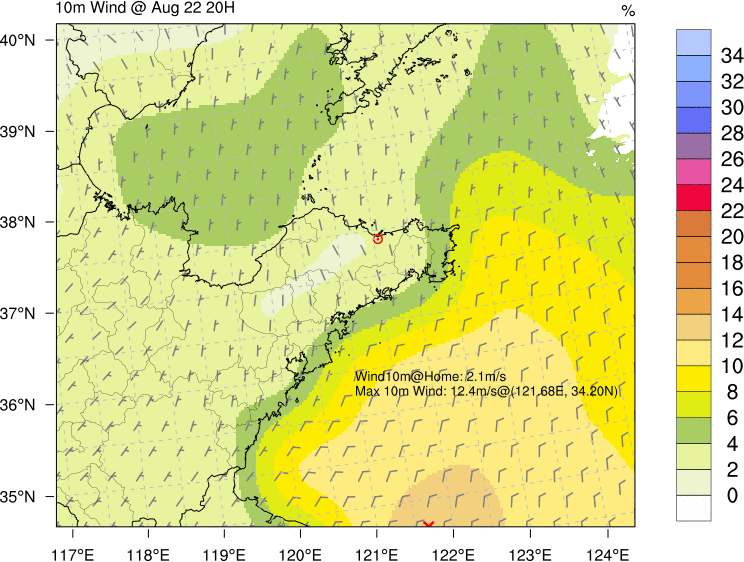 10m Wind @ Aug 22 20H
%
40°N
39°N
38°N
37°N
36°N
35°N
Wind10m@Home: 2.1m/s
Max 10m Wind: 12.4m/s@(121.68E, 34.20N)
117°E 118°E 119°E 120°E 121°E 122°E 123°E 124°E
34
32
30
28
26
24
22
20
18
16
14
12
10
8
6
4
2
0